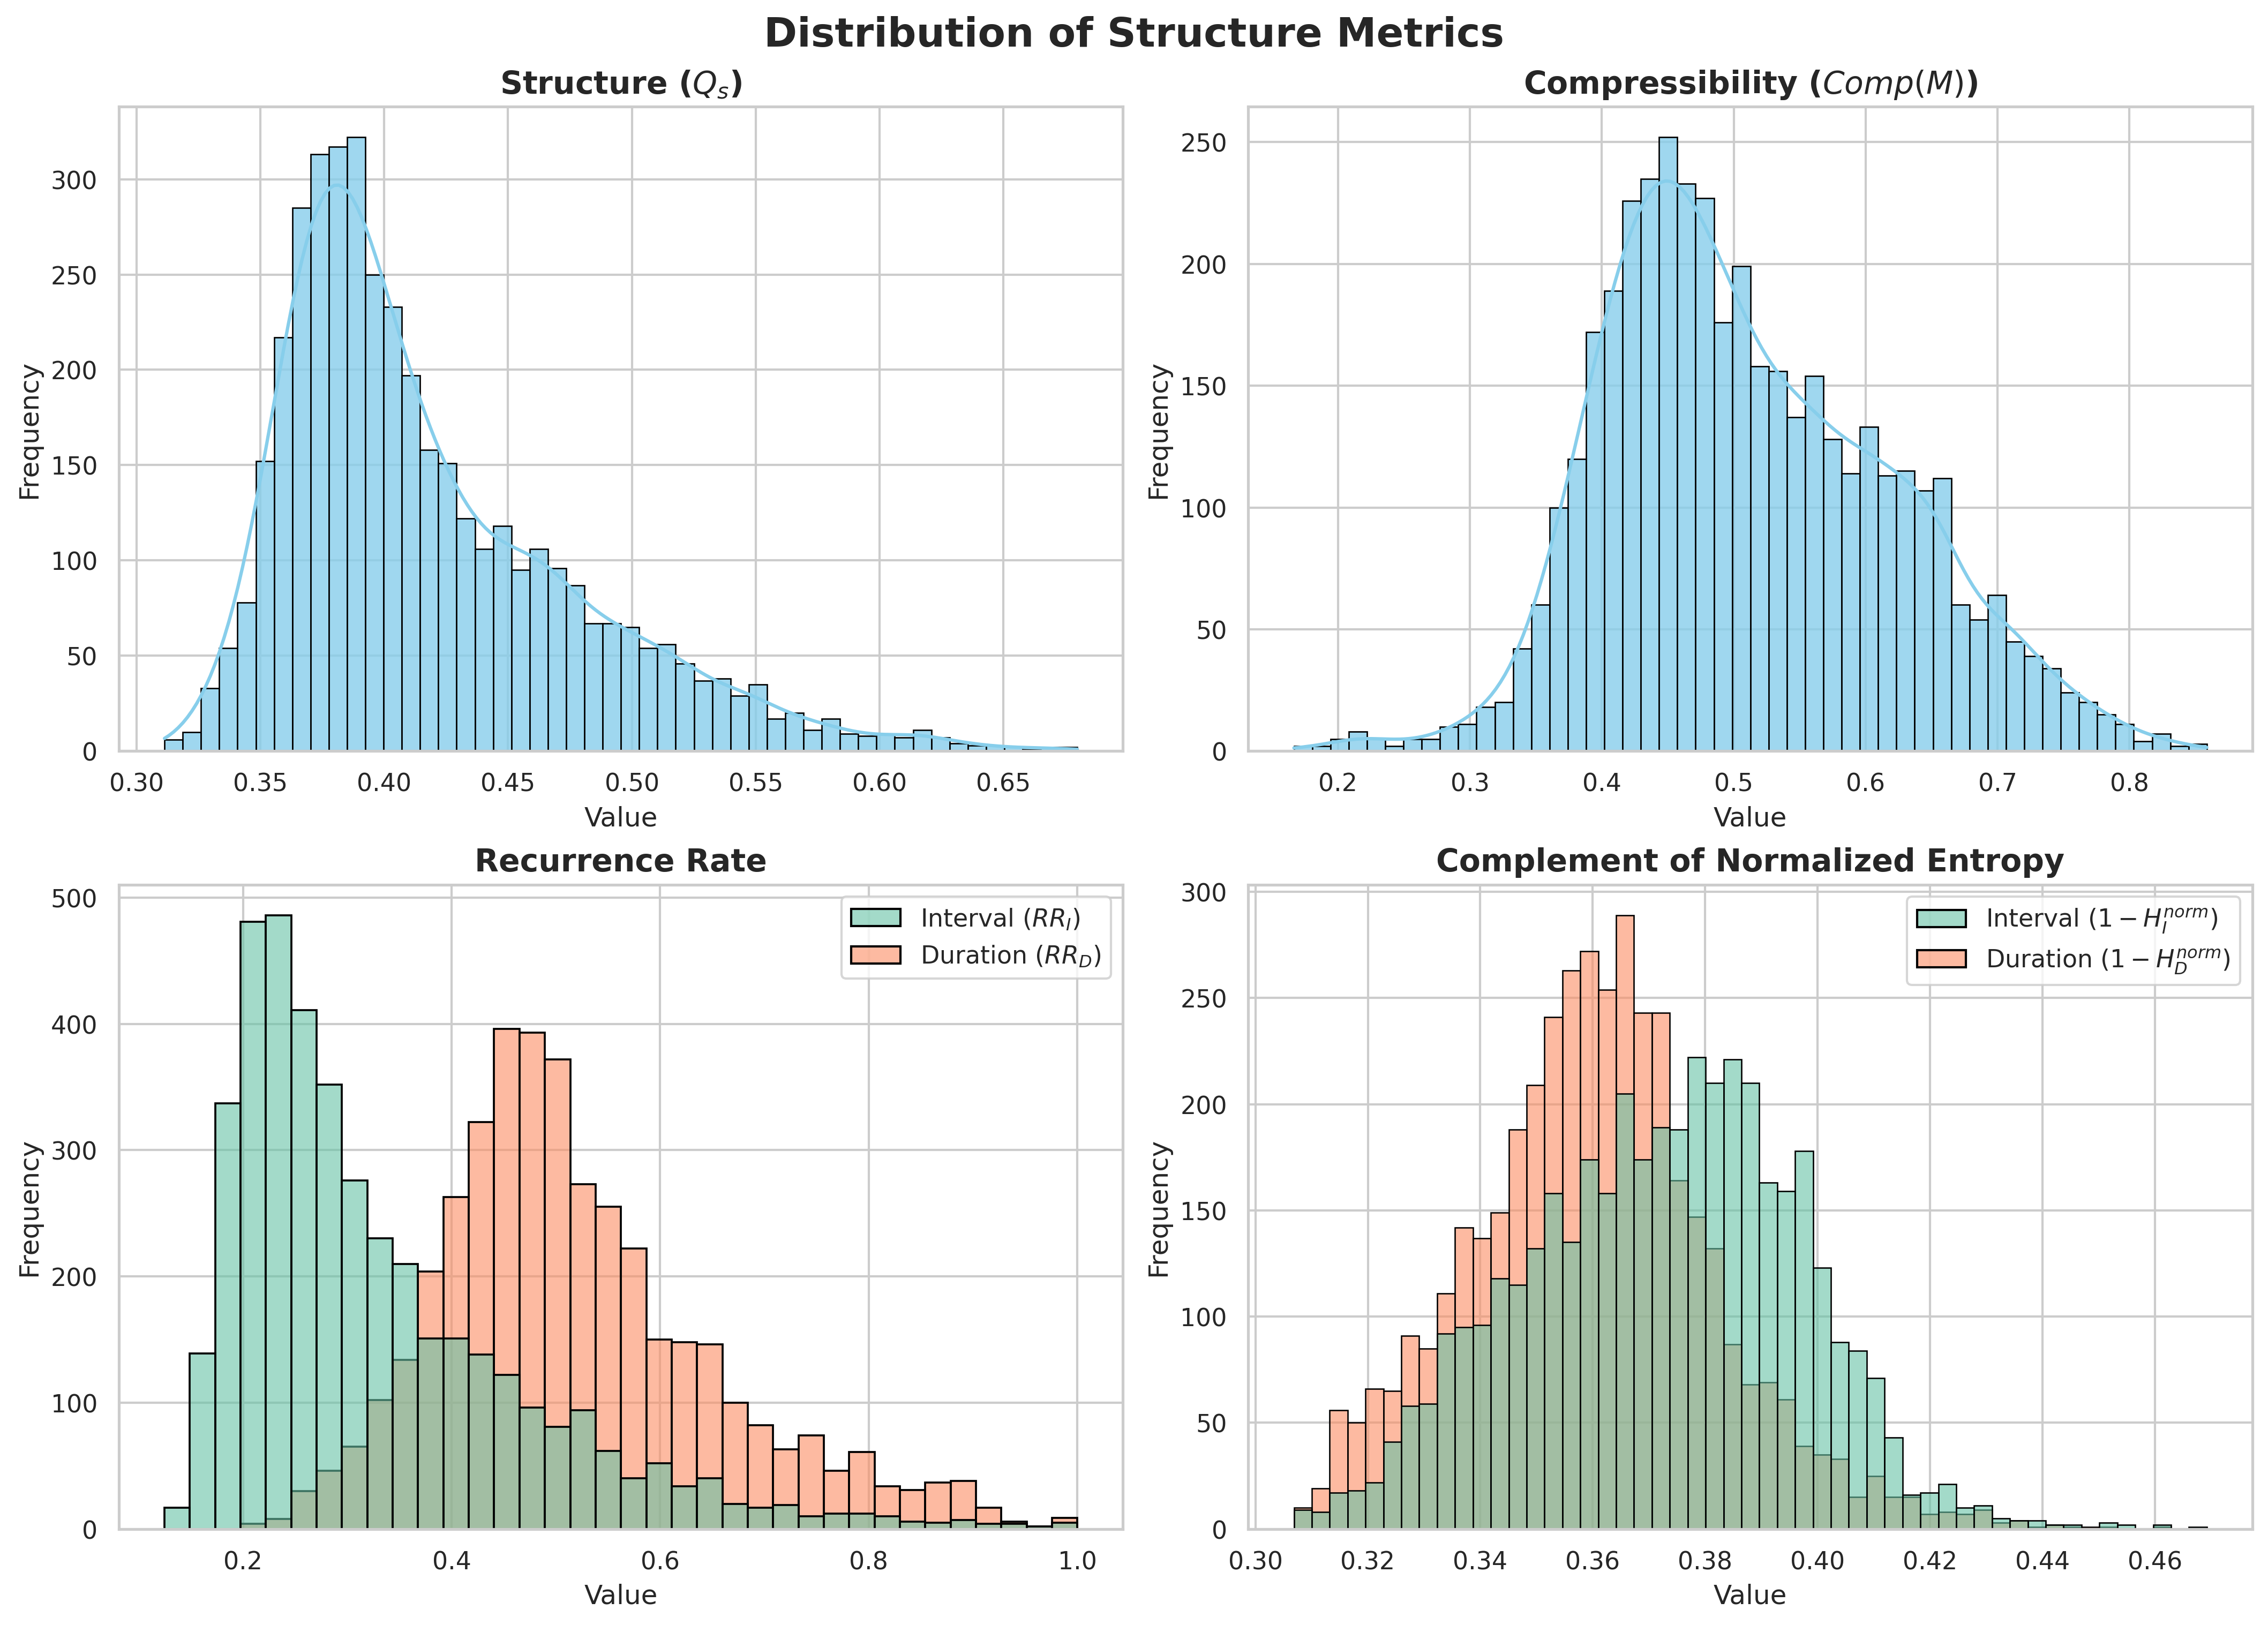 Distribution of Structure Metrics
Structure (Qₛ)
Frequency
300
250
200
150
100
50
0
0.30 0.35 0.40 0.45 0.50 0.55 0.60 0.65
Value
Compressibility (Comp(M))
Frequency
250
200
150
100
50
0
0.2 0.3 0.4 0.5 0.6 0.7 0.8
Value
Recurrence Rate
Frequency
500
400
300
200
100
0
0.2 0.4 0.6 0.8 1.0
Value
Interval (RR_I)
Duration (RR_D)
Complement of Normalized Entropy
Frequency
300
250
200
150
100
50
0
0.30 0.32 0.34 0.36 0.38 0.40 0.42 0.44 0.46
Value
Interval (1 − H_I^norm)
Duration (1 − H_D^norm)